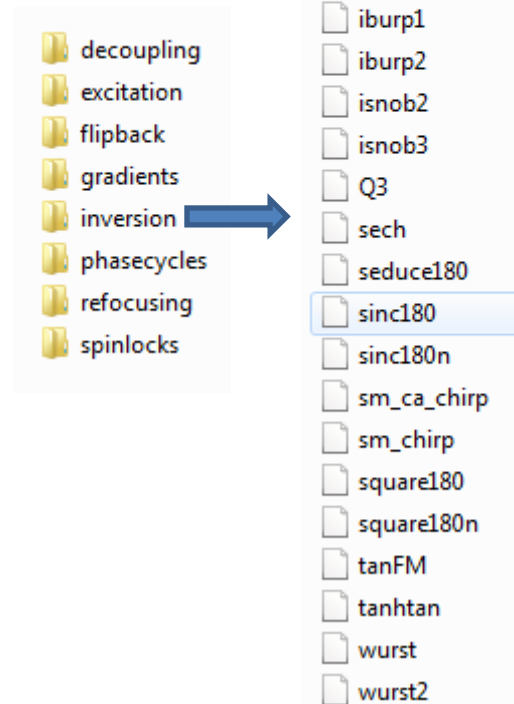 decoupling
excitation
flipback
gradients
inversion
phasecycles
refocusing
spinlocks
iburp1
iburp2
isnob2
isnob3
Q3
sech
seduce180
sinc180
sinc180n
sm_ca_chirp
sm_chirp
square180
square180n
tanFM
tanhtan
wurst
wurst2